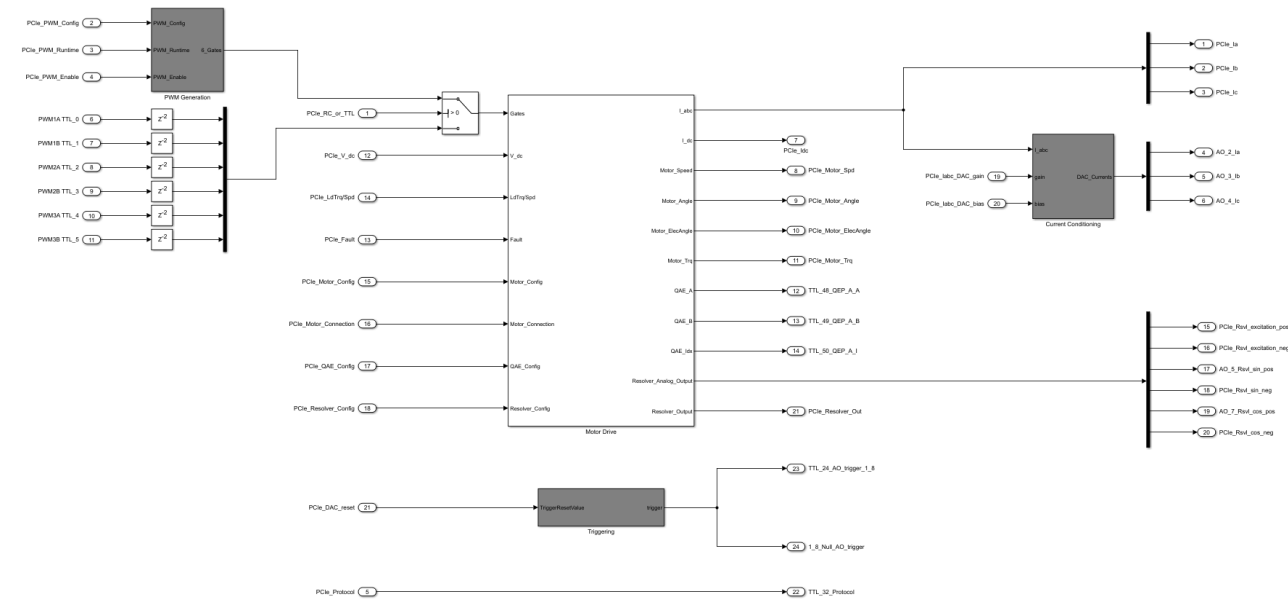 PCIe_PWM_Config 2
PWM_Config
PCIe_PWM_Runtime 3
PWM_Runtime 6_Gates
PCIe_PWM_Enable 4
PWM_Enable
PWM Generation
PWM1A TTL_0 6 z-2
PWM1B TTL_1 7 z-2
PWM2A TTL_2 8 z-2
PWM2B TTL_3 9 z-2
PWM3A TTL_4 10 z-2
PWM3B TTL_5 11 z-2
PCIe_RC_or_TTL 1
> 0
PCIe_V_dc 12
PCIe_LdTrq/Spd 14
PCIe_Fault 13
PCIe_Motor_Config 15
PCIe_Motor_Connection 16
PCIe_QAE_Config 17
PCIe_Resolver_Config 18
Gates
V_dc
LdTrq/Spd
Fault
Motor_Config
Motor_Connection
QAE_Config
Resolver_Config
I_abc
I_dc
Motor_Speed
Motor_Angle
Motor_ElecAngle
Motor_Trq
QAE_A
QAE_B
QAE_Idx
Resolver_Analog_Output
Resolver_Output
Motor Drive
7
PCIe_Idc
8 PCIe_Motor_Spd
9 PCIe_Motor_Angle
10 PCIe_Motor_ElecAngle
11 PCIe_Motor_Trq
12 TTL_48_QEP_A_A
13 TTL_49_QEP_A_B
14 TTL_50_QEP_A_I
21 PCIe_Resolver_Out
1 PCIe_Ia
2 PCIe_Ib
3 PCIe_Ic
PCIe_Iabc_DAC_gain 19
PCIe_Iabc_DAC_bias 20
I_abc
gain DAC_Currents
bias
Current Conditioning
4 AO_2_Ia
5 AO_3_Ib
6 AO_4_Ic
15 PCIe_Rsvl_excitation_pos
16 PCIe_Rsvl_excitation_neg
17 AO_5_Rsvl_sin_pos
18 PCIe_Rsvl_sin_neg
19 AO_7_Rsvl_cos_pos
20 PCIe_Rsvl_cos_neg
PCIe_DAC_reset 21
TriggerResetValue trigger
Triggering
23 TTL_24_AO_trigger_1_8
24 1_8_Null_AO_trigger
PCIe_Protocol 5
22 TTL_32_Protocol